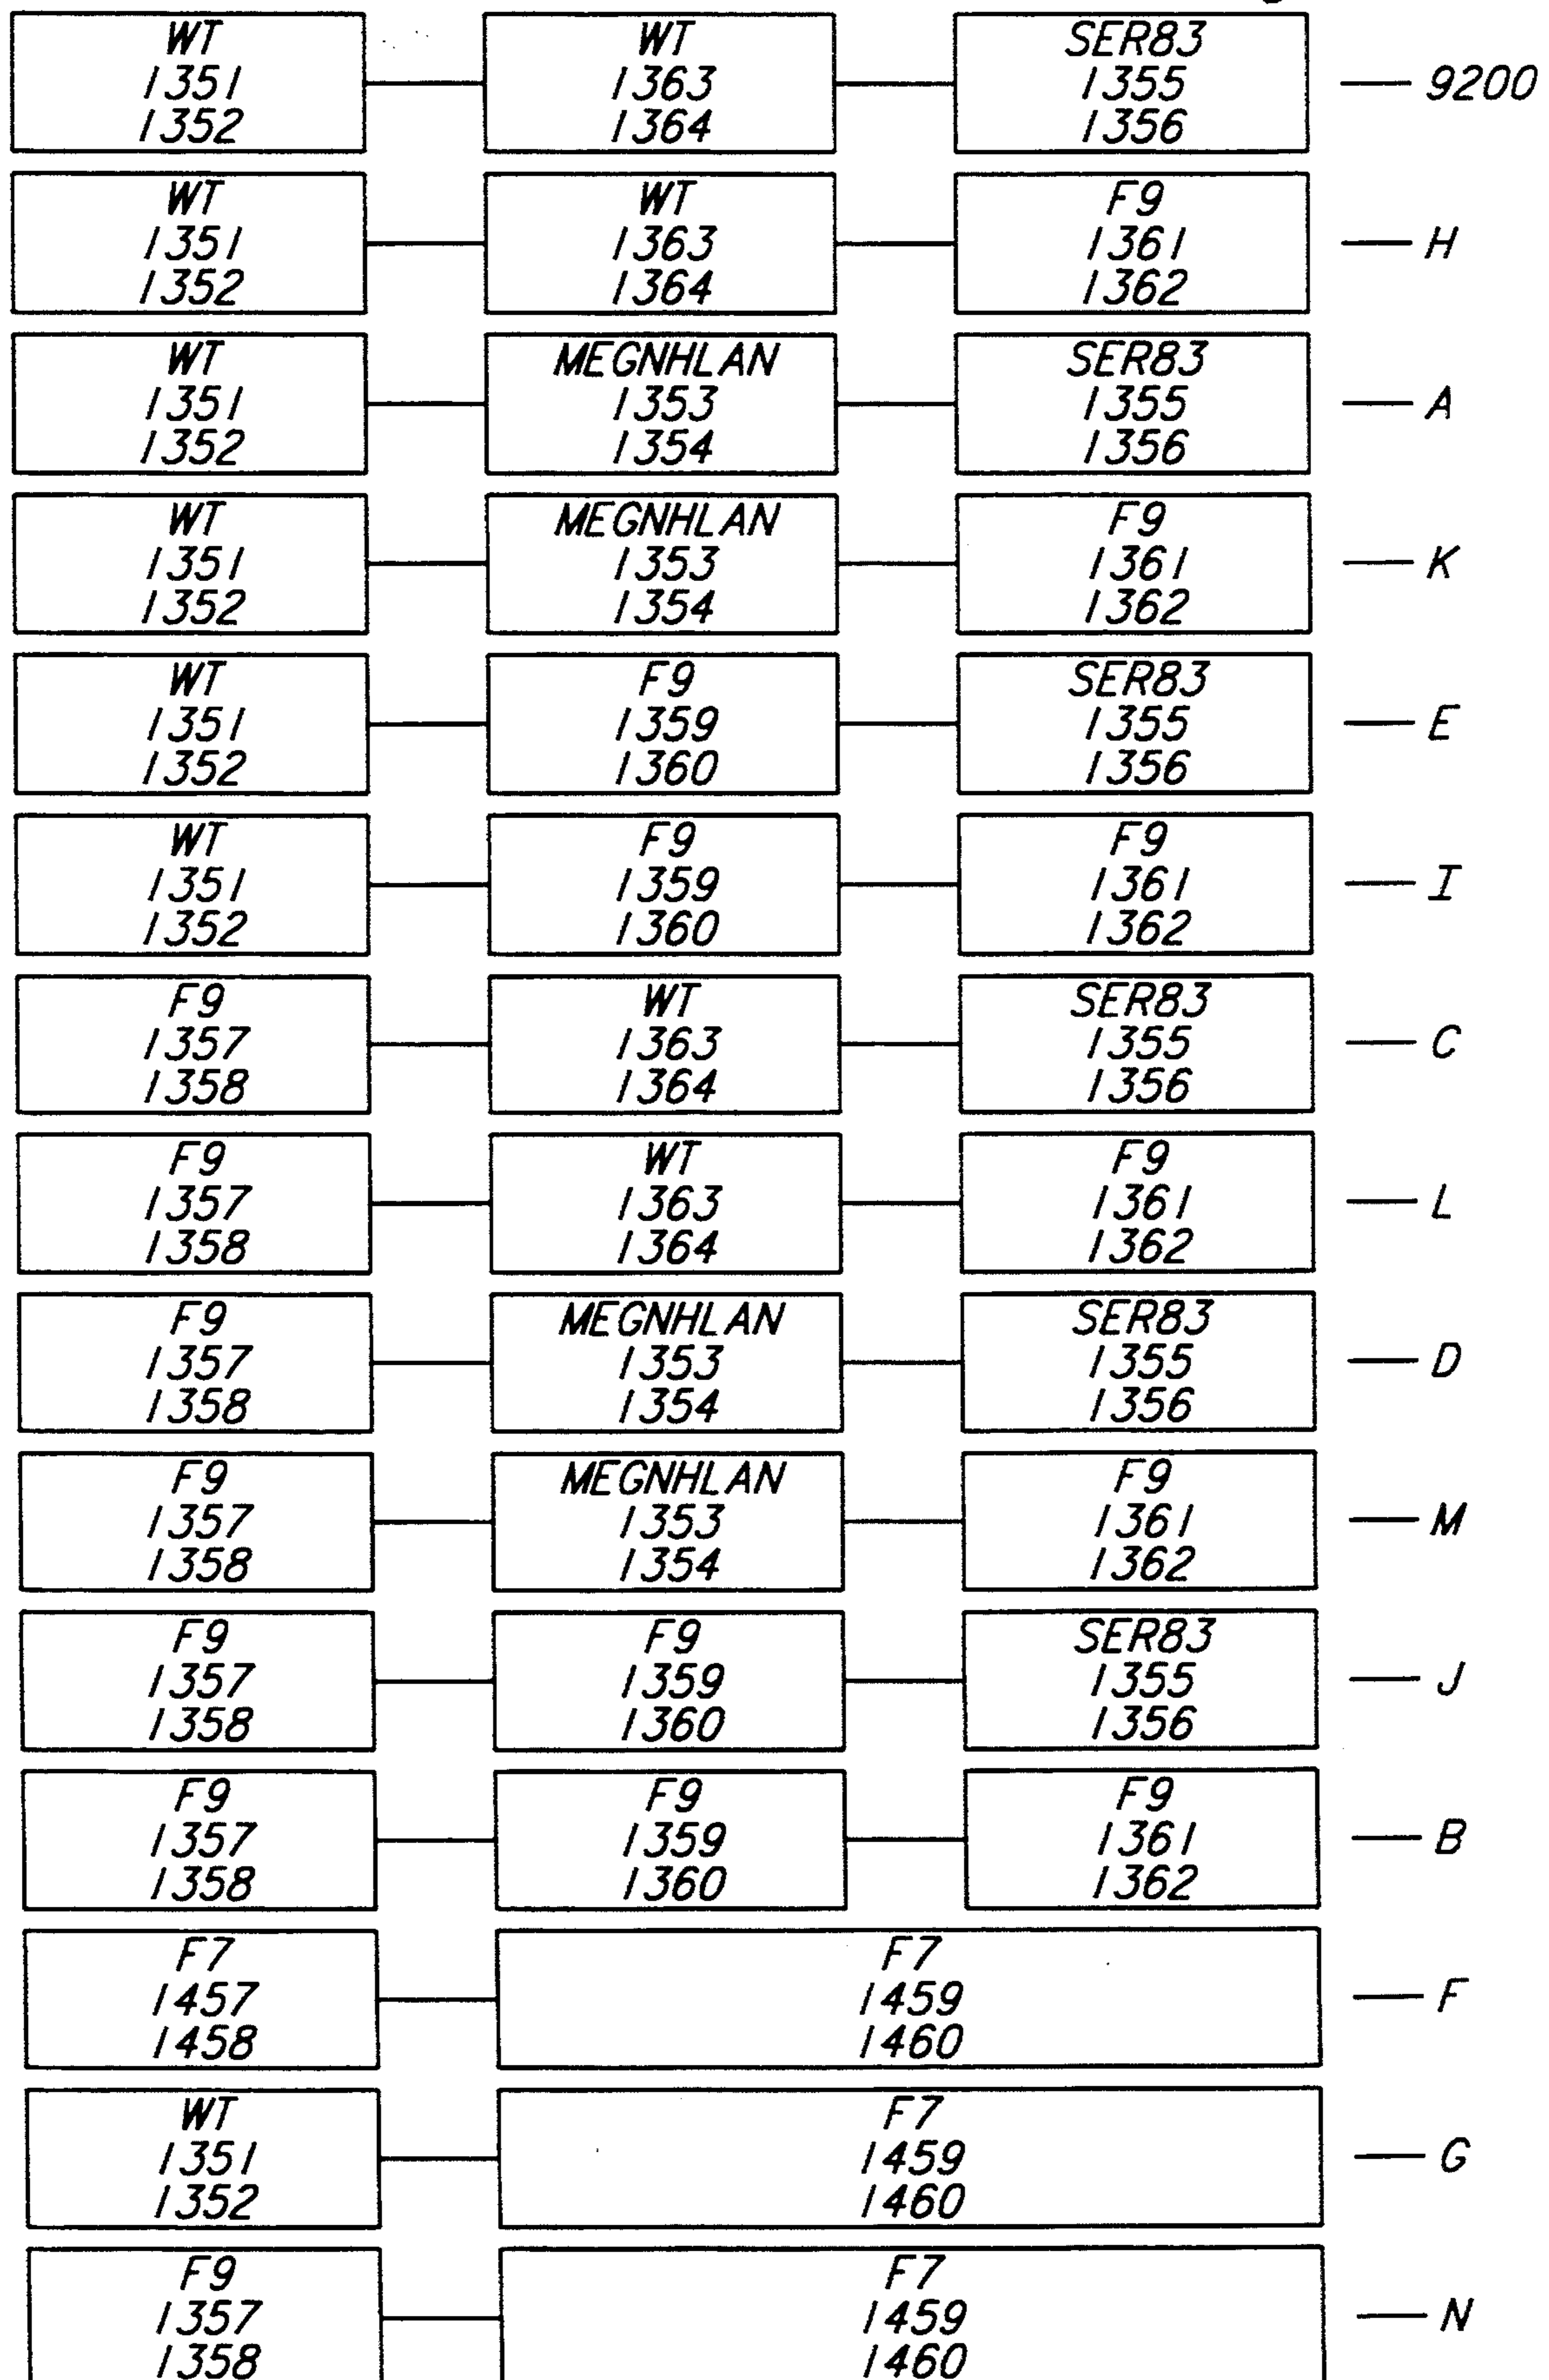 WT
1351
1352
WT
1363
1364
SER83
1355
1356
9200
WT
1351
1352
WT
1363
1364
F9
1361
1362
H
WT
1351
1352
MEGNHLAN
1353
1354
SER83
1355
1356
A
WT
1351
1352
MEGNHLAN
1353
1354
F9
1361
1362
K
WT
1351
1352
F9
1359
1360
SER83
1355
1356
E
WT
1351
1352
F9
1359
1360
F9
1361
1362
I
F9
1357
1358
WT
1363
1364
SER83
1355
1356
C
F9
1357
1358
WT
1363
1364
F9
1361
1362
L
F9
1357
1358
MEGNHLAN
1353
1354
SER83
1355
1356
D
F9
1357
1358
MEGNHLAN
1353
1354
F9
1361
1362
M
F9
1357
1358
F9
1359
1360
SER83
1355
1356
J
F9
1357
1358
F9
1359
1360
F9
1361
1362
B
F7
1457
1458
F7
1459
1460
F
WT
1351
1352
F7
1459
1460
G
F9
1357
1358
F7
1459
1460
N